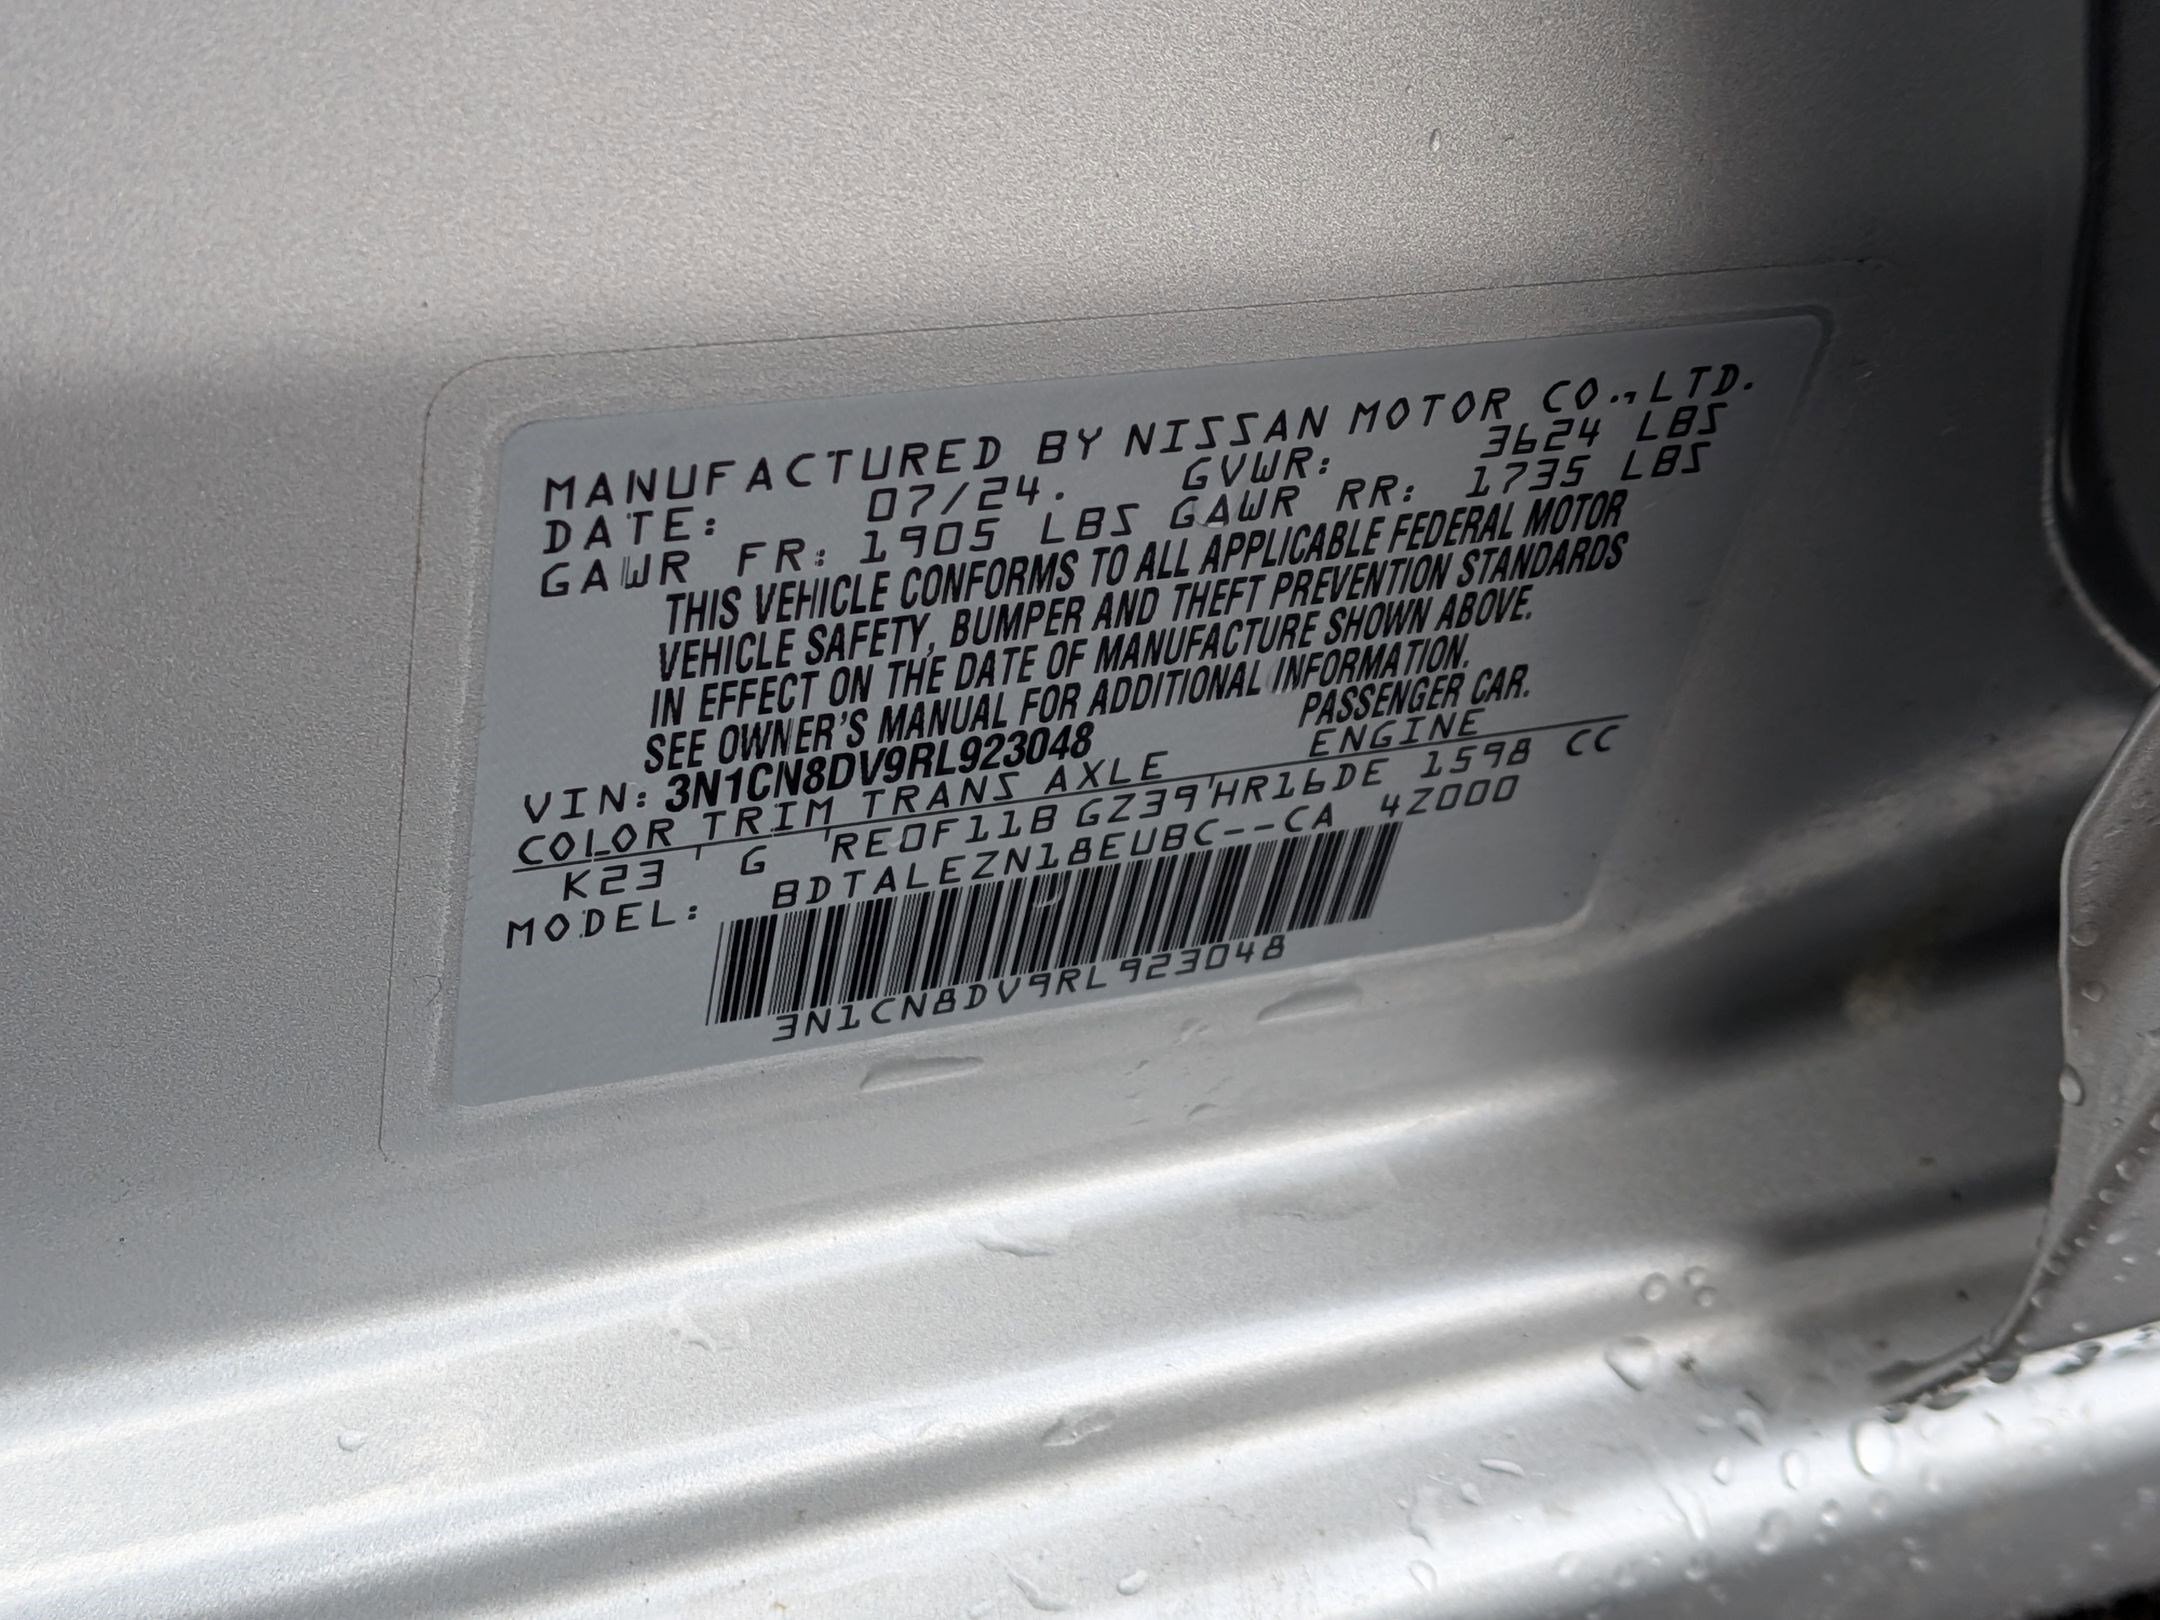 MANUFACTURED BY NISSAN MOTOR CO.,LTD.
DATE: 07/24. GVWR: 3624 LBS
GAWR FR: 1905 LBS GAWR RR: 1735 LBS
THIS VEHICLE CONFORMS TO ALL APPLICABLE FEDERAL MOTOR
VEHICLE SAFETY, BUMPER AND THEFT PREVENTION STANDARDS
IN EFFECT ON THE DATE OF MANUFACTURE SHOWN ABOVE.
SEE OWNER'S MANUAL FOR ADDITIONAL INFORMATION.
VIN: 3N1CN8DV9RL923048 PASSENGER CAR.
COLOR TRIM TRANS AXLE ENGINE
K23 ' G 'RE0F11B GZ39'HR16DE 1598 CC
MODEL: BDTALEZN18EUBC--CA 4Z000
3N1CN8DV9RL923048